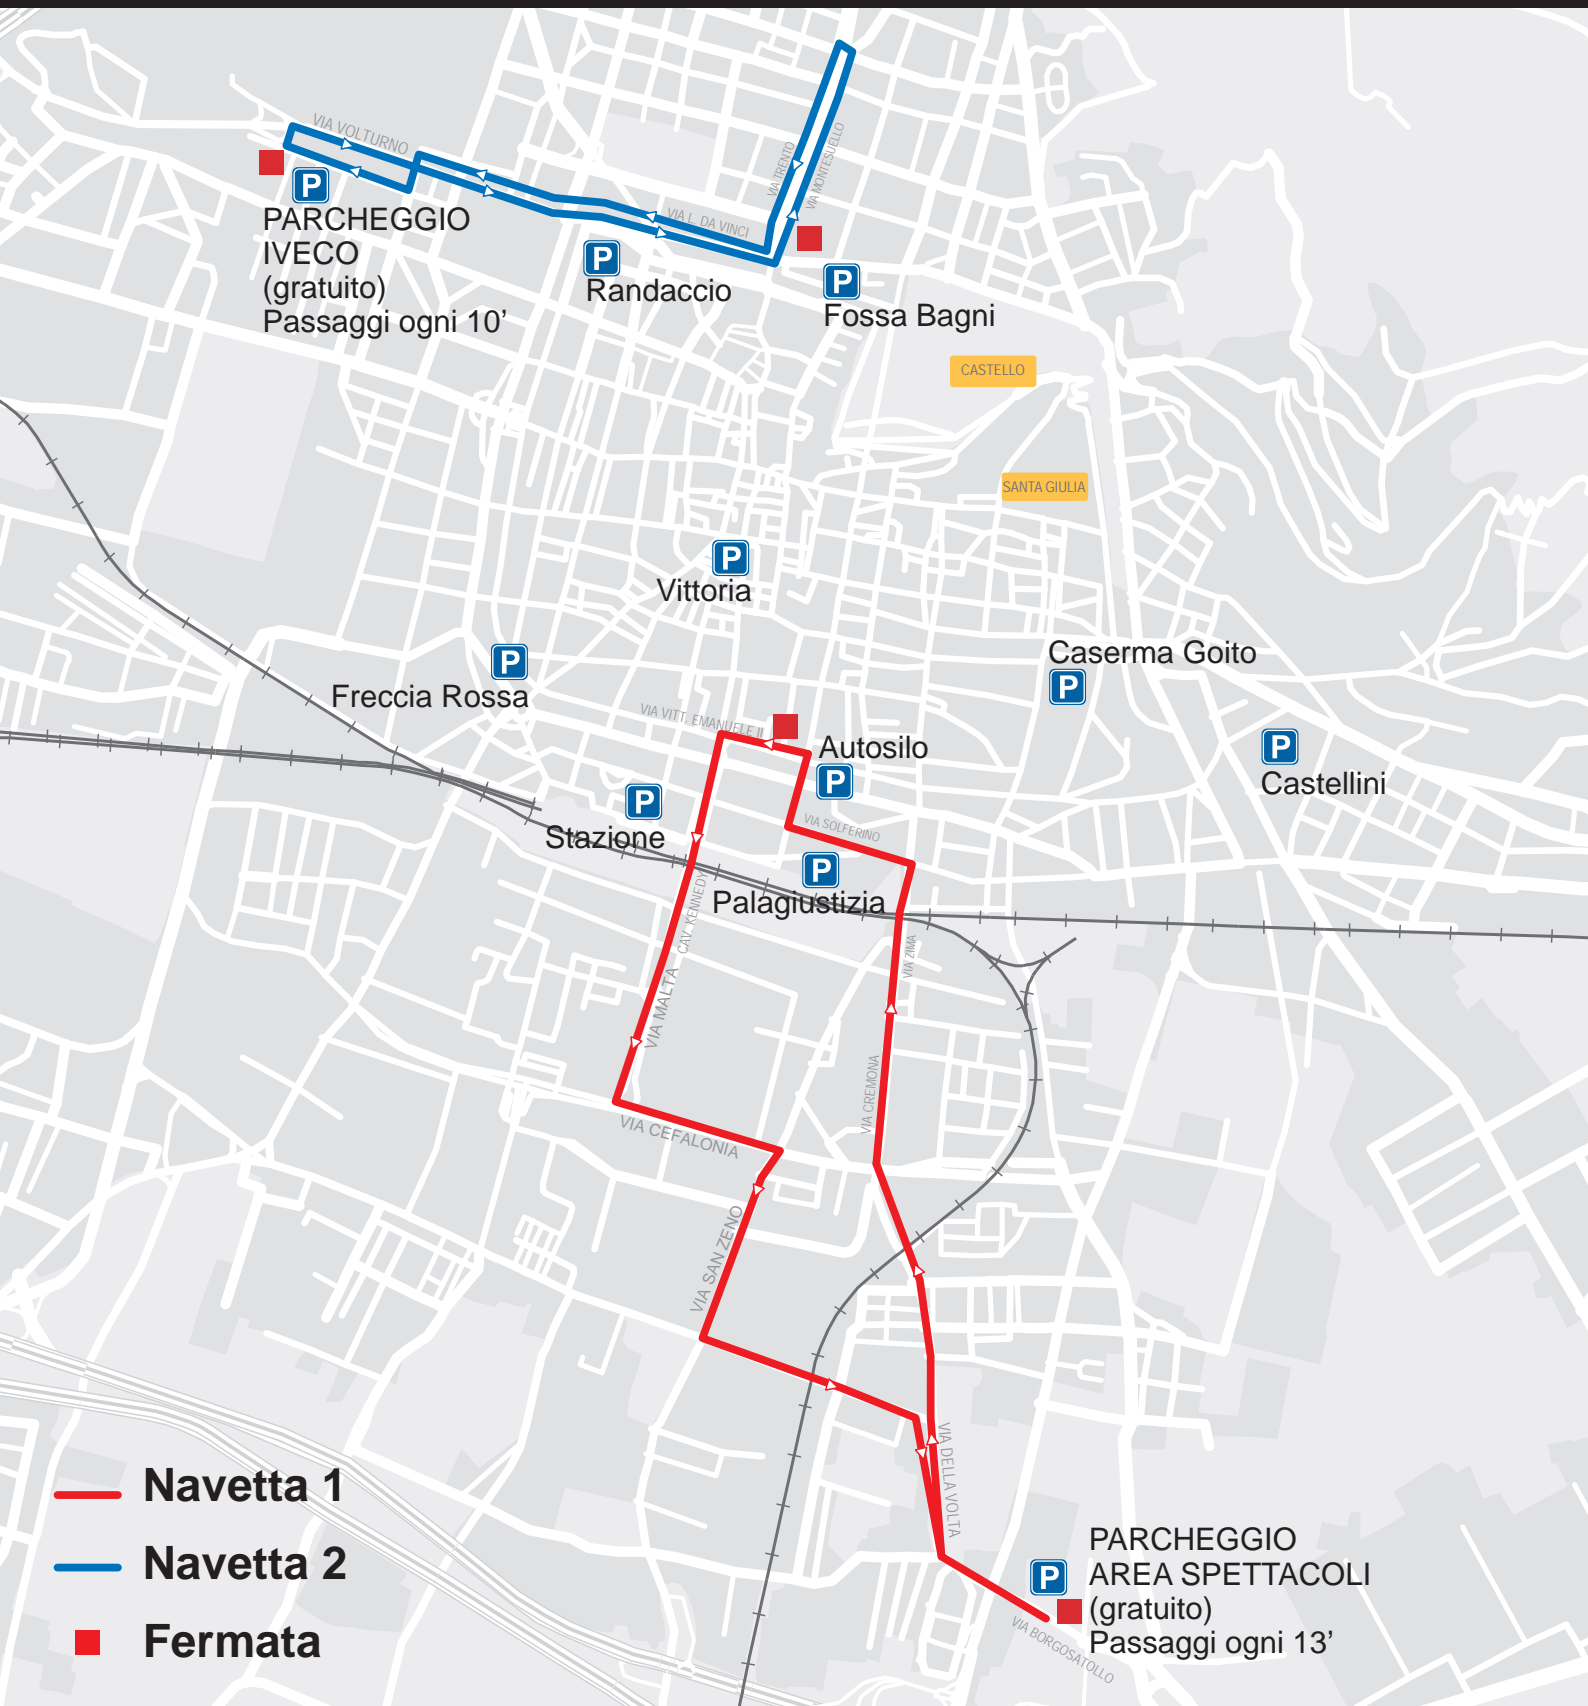 VIA VOLTURNO
VIA TRENTO
VIA MONTESUELLO
VIA L. DA VINCI
P
PARCHEGGIO
IVECO
(gratuito)
Passaggi ogni 10’
P
Randaccio
P
Fossa Bagni
CASTELLO
SANTA GIULIA
P
Vittoria
P
Freccia Rossa
Caserma Goito
P
VIA VITT. EMANUELE II
Autosilo
P
P
Castellini
P
Stazione
VIA SOLFERINO
P
Palagiustizia
CAV. KENNEDY
VIA MALTA
VIA ZIMA
VIA CREMONA
VIA CEFALONIA
VIA SAN ZENO
VIA DELLA VOLTA
Navetta 1
Navetta 2
Fermata
P
PARCHEGGIO
AREA SPETTACOLI
(gratuito)
Passaggi ogni 13’
VIA BORGOSATOLLO